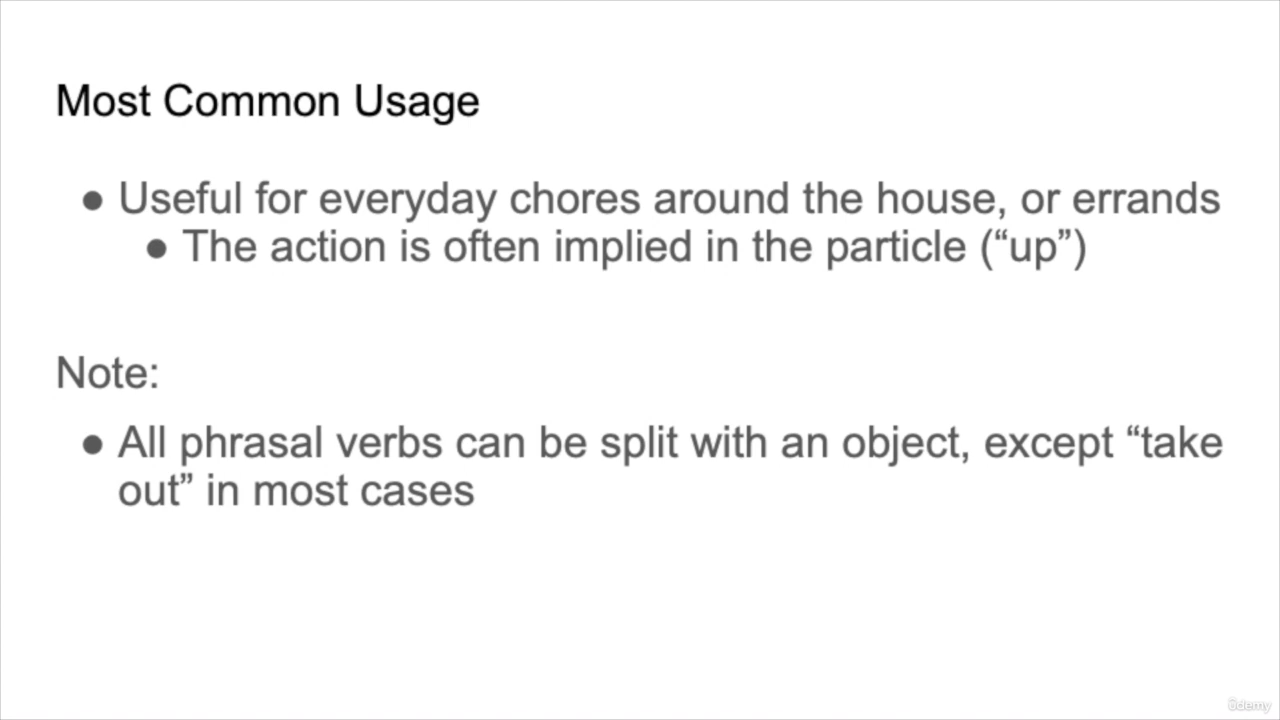 Most Common Usage
● Useful for everyday chores around the house, or errands
● The action is often implied in the particle (“up”)
Note:
● All phrasal verbs can be split with an object, except “take
out” in most cases
ûdemy